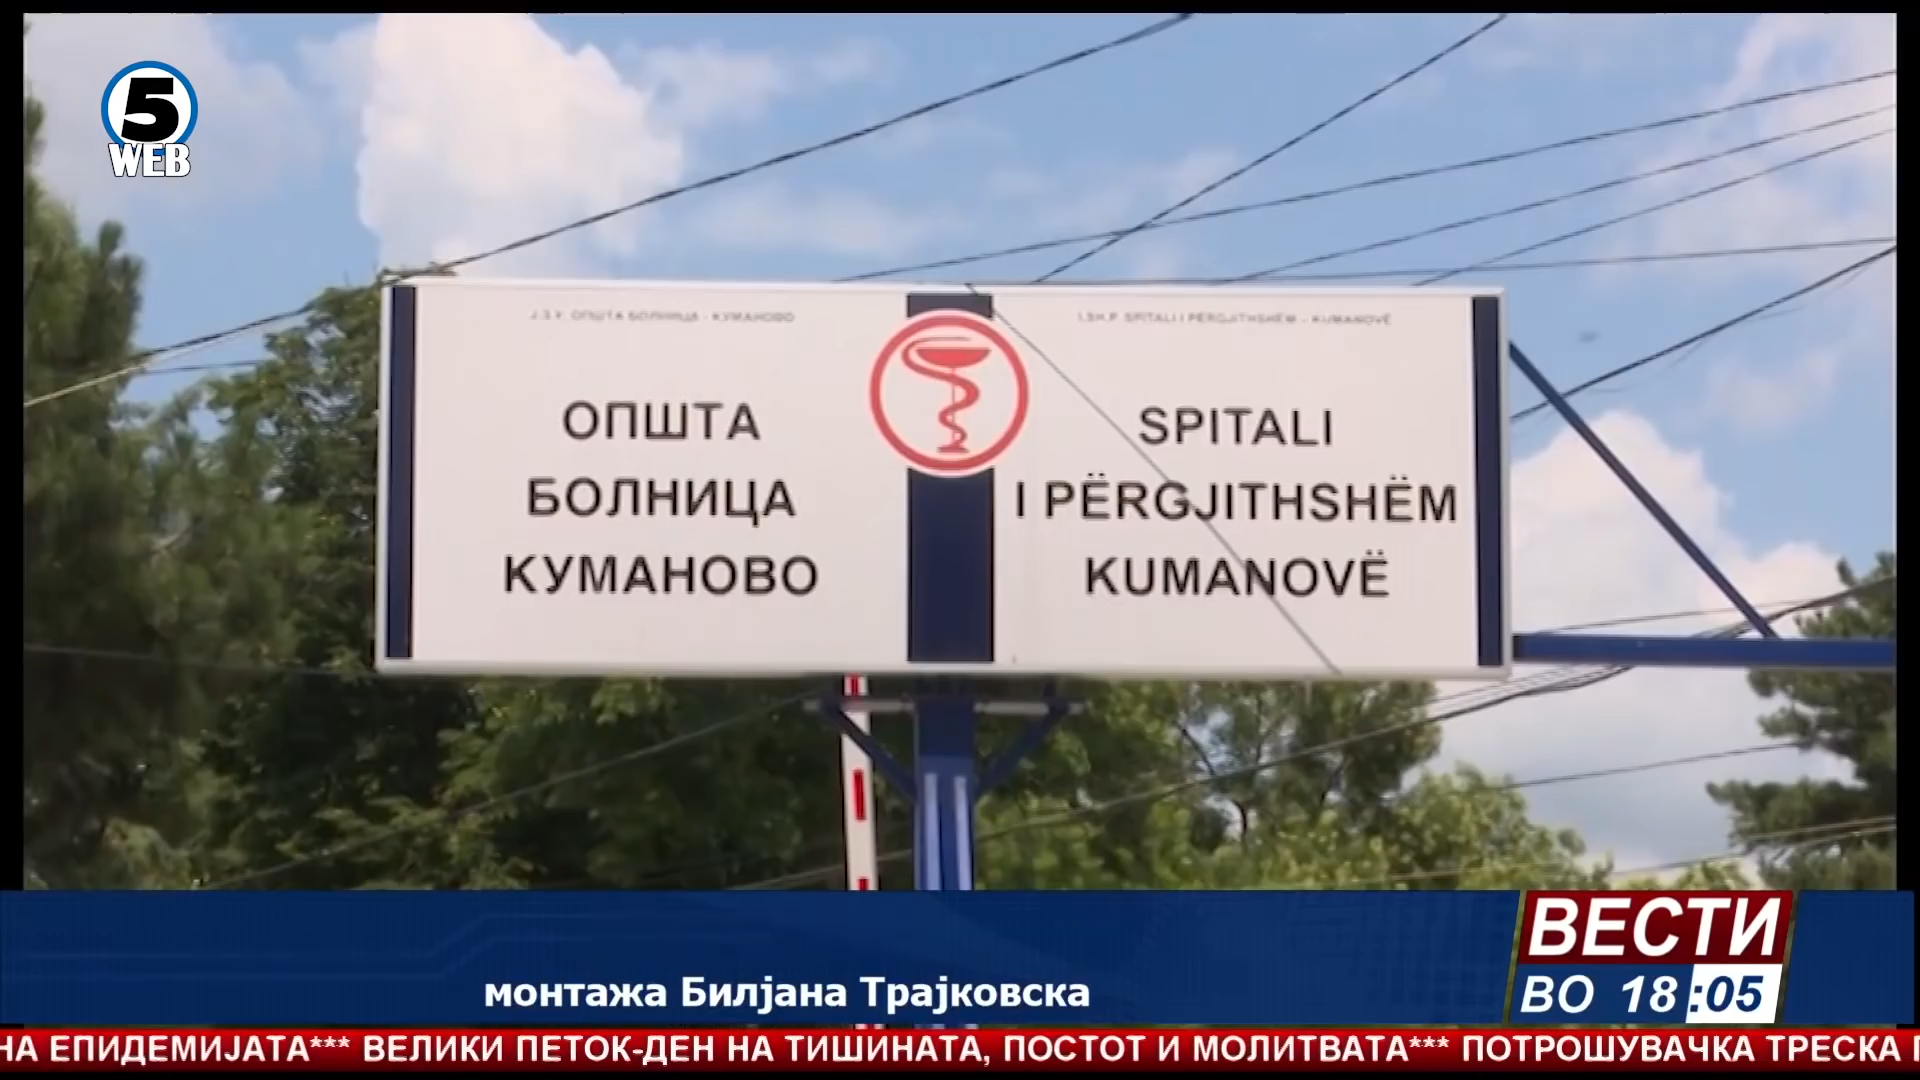 5
WEB
J.З.У. ОПШТА БОЛНИЦА - КУМАНОВО
I.SH.P. SPITALI I PËRGJITHSHËM - KUMANOVË
ОПШТА
БОЛНИЦА
КУМАНОВО
SPITALI
I PËRGJITHSHËM
KUMANOVË
ВЕСТИ
ВО 18:05
монтажа Билјана Трајковска
НА ЕПИДЕМИЈАТА*** ВЕЛИКИ ПЕТОК-ДЕН НА ТИШИНАТА, ПОСТОТ И МОЛИТВАТА*** ПОТРОШУВАЧКА ТРЕСКА